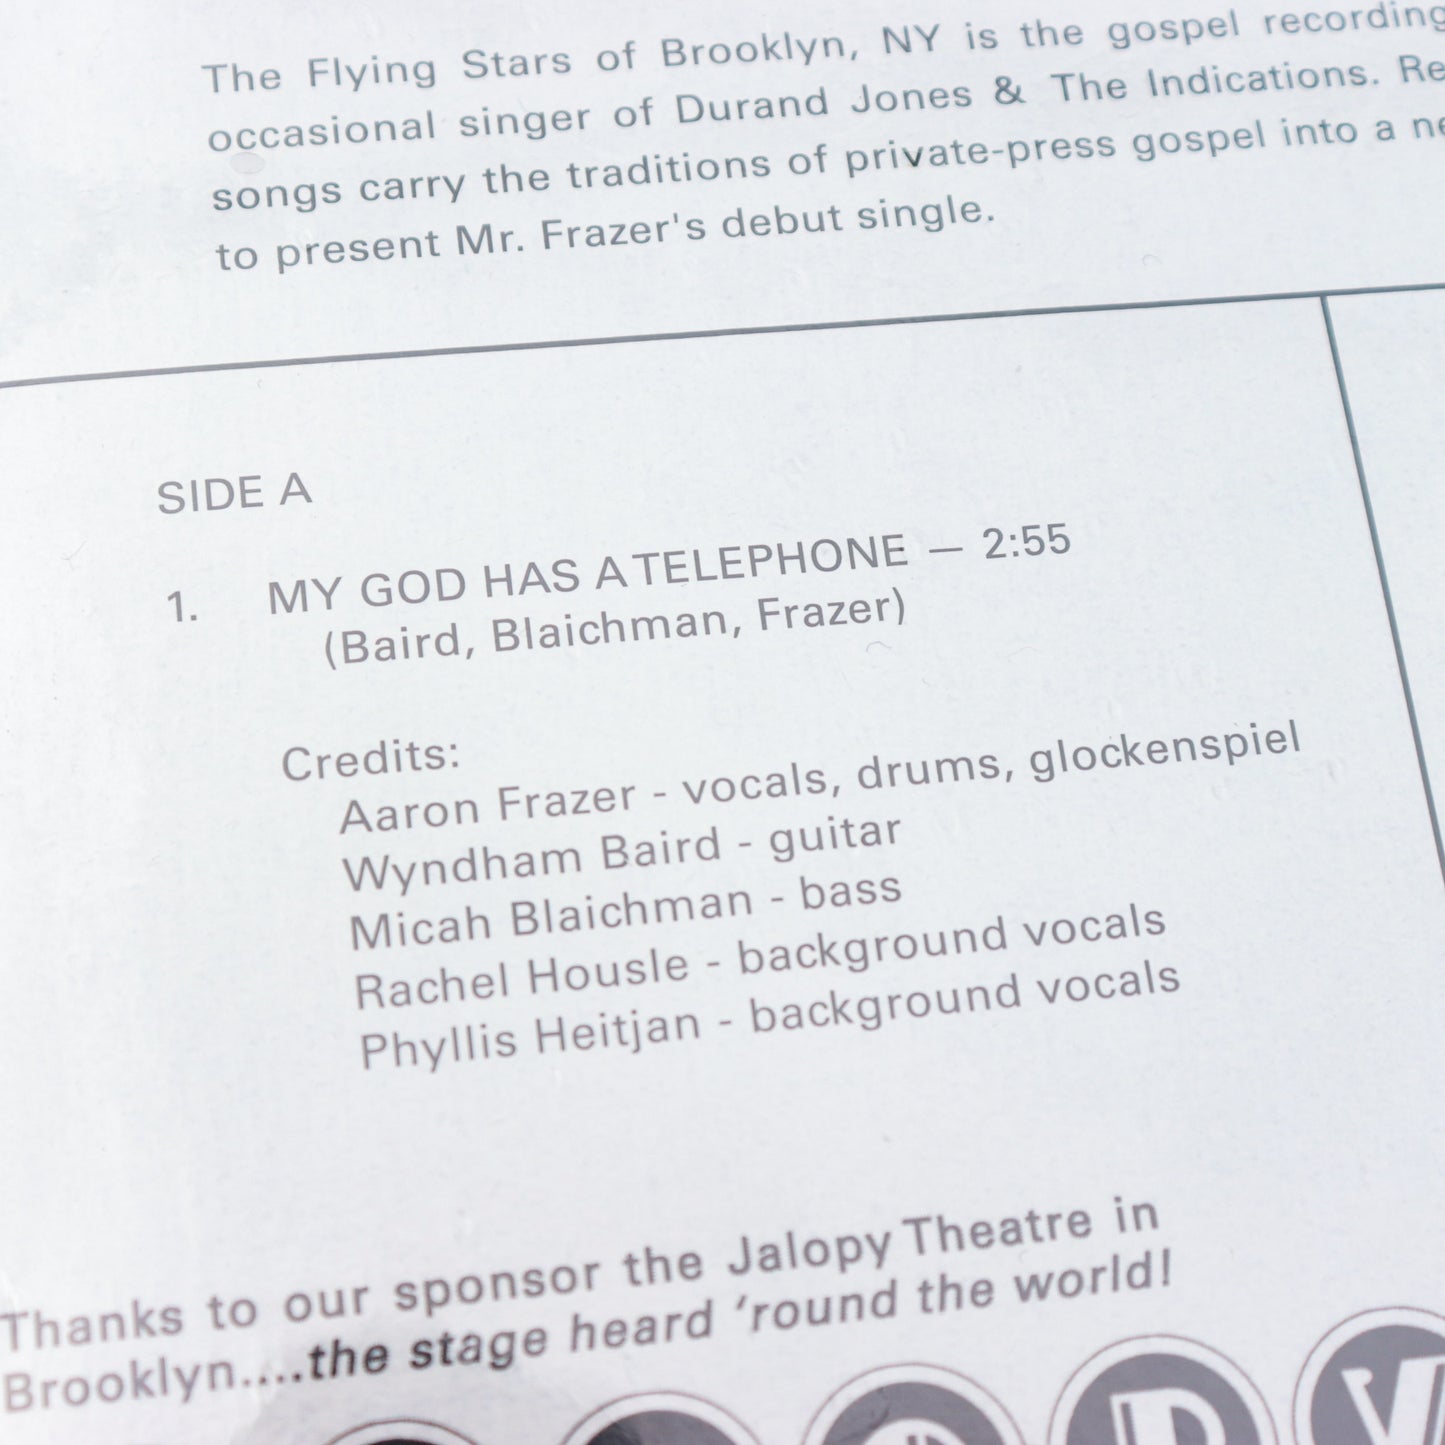 The Flying Stars of Brooklyn, NY is the gospel recording
occasional singer of Durand Jones & The Indications.
songs carry the traditions of private-press gospel into a
to present Mr. Frazer's debut single.
SIDE A
1. MY GOD HAS A TELEPHONE — 2:55
(Baird, Blaichman, Frazer)
Credits:
Aaron Frazer - vocals, drums, glockenspiel
Wyndham Baird - guitar
Micah Blaichman - bass
Rachel Housle - background vocals
Phyllis Heitjan - background vocals
Thanks to our sponsor the Jalopy Theatre in
Brooklyn....the stage heard ‘round the world!